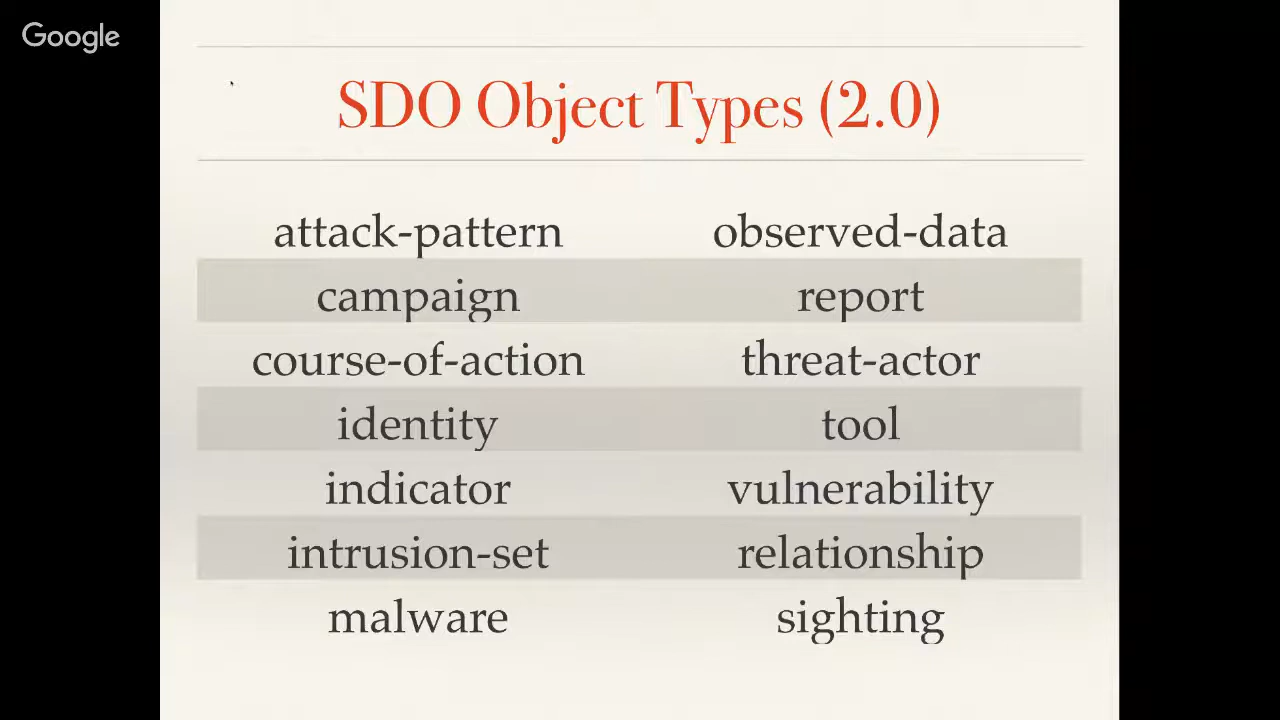 Google
SDO Object Types (2.0)
attack-pattern observed-data
campaign report
course-of-action threat-actor
identity tool
indicator vulnerability
intrusion-set relationship
malware sighting